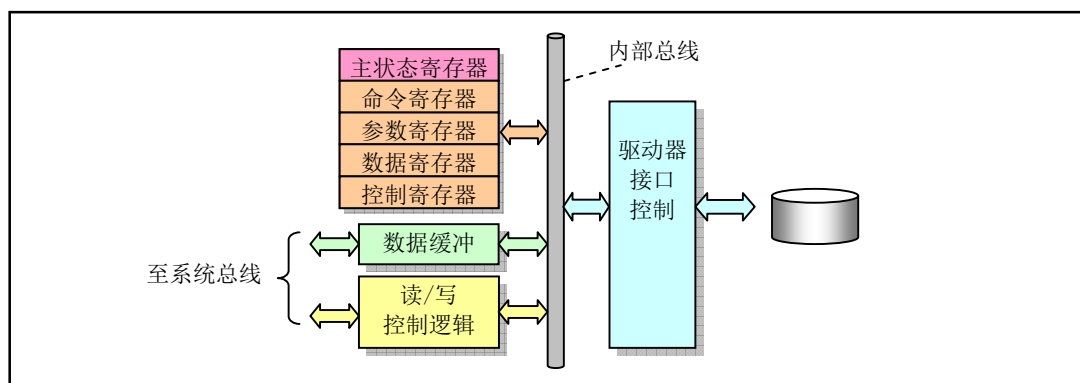 主状态寄存器
命令寄存器
参数寄存器
数据寄存器
控制寄存器
内部总线
驱动器
接口
控制
至系统总线
数据缓冲
读/写
控制逻辑